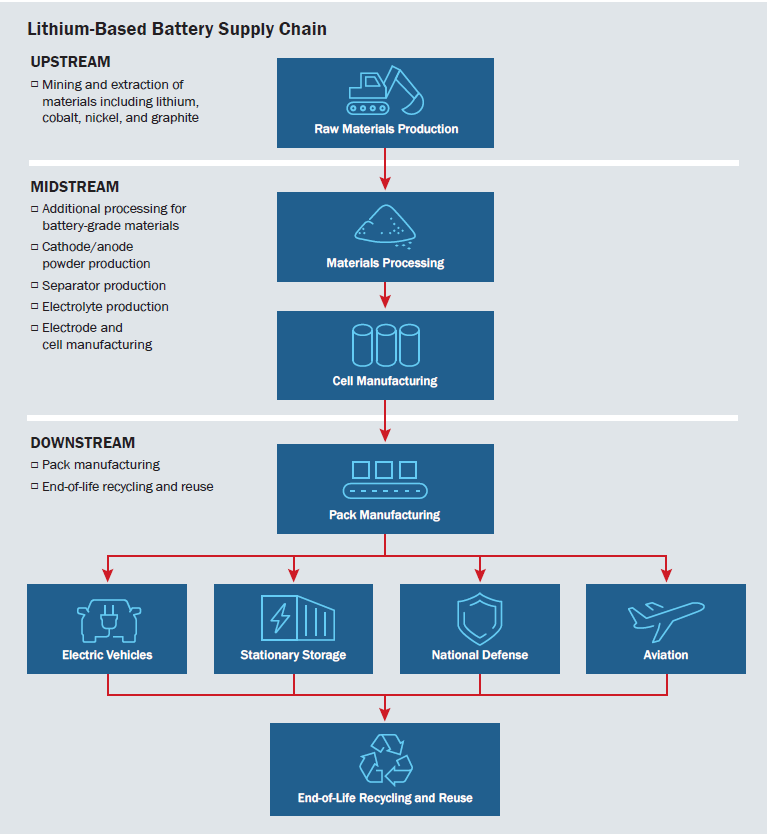 Lithium-Based Battery Supply Chain
UPSTREAM
□ Mining and extraction of
materials including lithium,
cobalt, nickel, and graphite
Raw Materials Production
MIDSTREAM
□ Additional processing for
battery-grade materials
□ Cathode/anode
powder production
□ Separator production
□ Electrolyte production
□ Electrode and
cell manufacturing
Materials Processing
Cell Manufacturing
DOWNSTREAM
□ Pack manufacturing
□ End-of-life recycling and reuse
Pack Manufacturing
Electric Vehicles
Stationary Storage
National Defense
Aviation
End-of-Life Recycling and Reuse